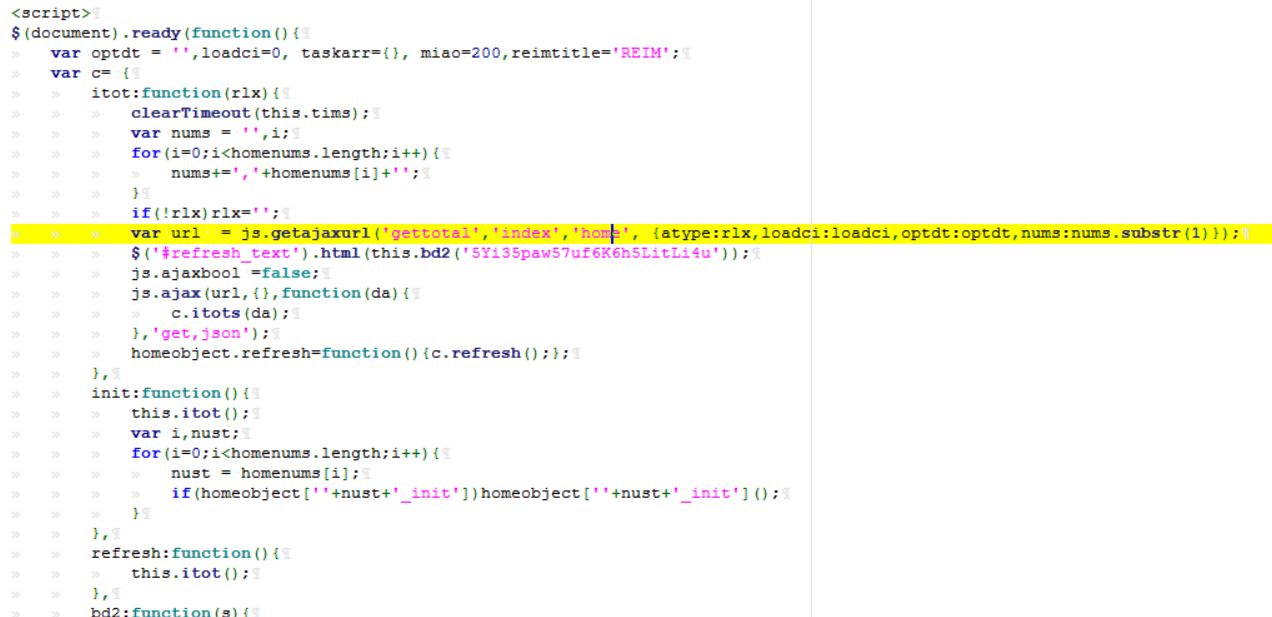 <script>
$(document).ready(function(){
var optdt = '',loadci=0, taskarr={}, miao=200,reimtitle='REIM';
var c= {
itot:function(rlx){
clearTimeout(this.tims);
var nums = '',i;
for(i=0;i<homenums.length;i++){
nums+=','+homenums[i]+'';
}
if(!rlx)rlx='';
var url  = js.getajaxurl('gettotal','index','home', {atype:rlx,loadci:loadci,optdt:optdt,nums:nums.substr(1)});
$('#refresh_text').html(this.bd2('5Yi35paw57uf6K6h5LitLi4u'));
js.ajaxbool =false;
js.ajax(url,{},function(da){
c.itots(da);
},'get,json');
homeobject.refresh=function(){c.refresh();};
},
init:function(){
this.itot();
var i,nust;
for(i=0;i<homenums.length;i++){
nust = homenums[i];
if(homeobject[''+nust+'_init'])homeobject[''+nust+'_init']();
}
},
refresh:function(){
this.itot();
},
bd2:function(s){